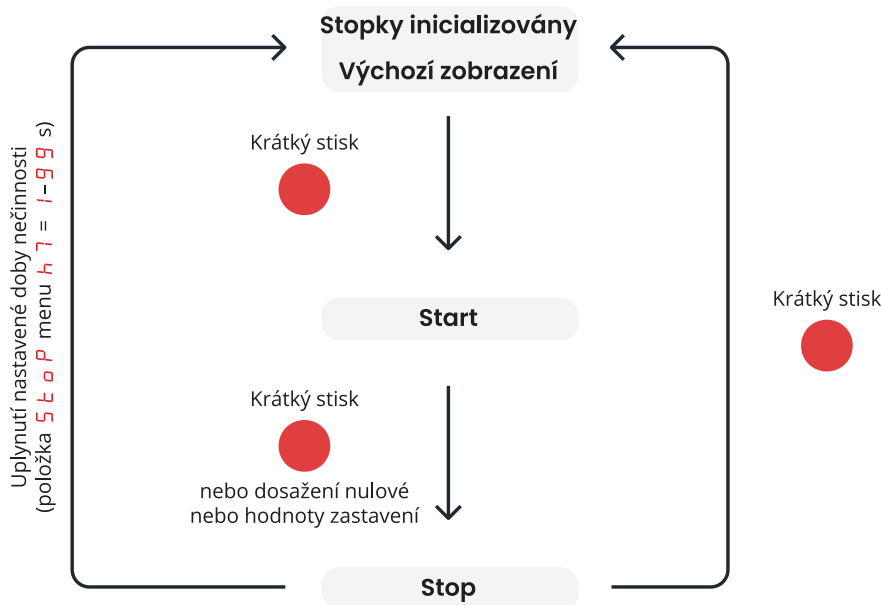 Stopky inicializovány
Výchozí zobrazení
Krátký stisk
Start
Krátký stisk
nebo dosažení nulové
nebo hodnoty zastavení
Stop
Krátký stisk
Uplynutí nastavené doby nečinnosti
(položka StoP menu h7 = 1-99 s)